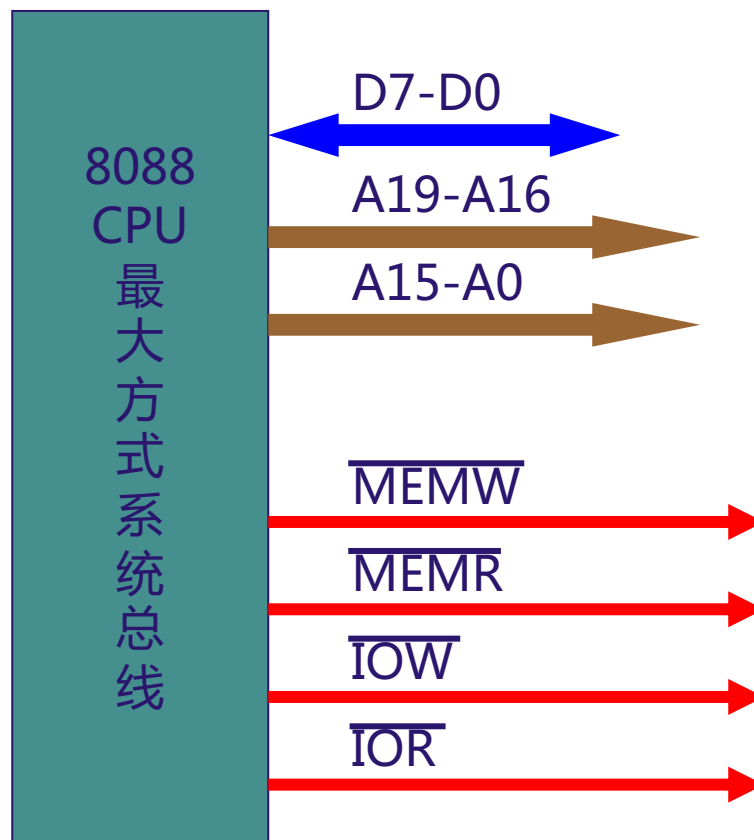 8088
CPU
最
大
方
式
系
统
总
线
D7-D0
A19-A16
A15-A0
MEMW
MEMR
IOW
IOR